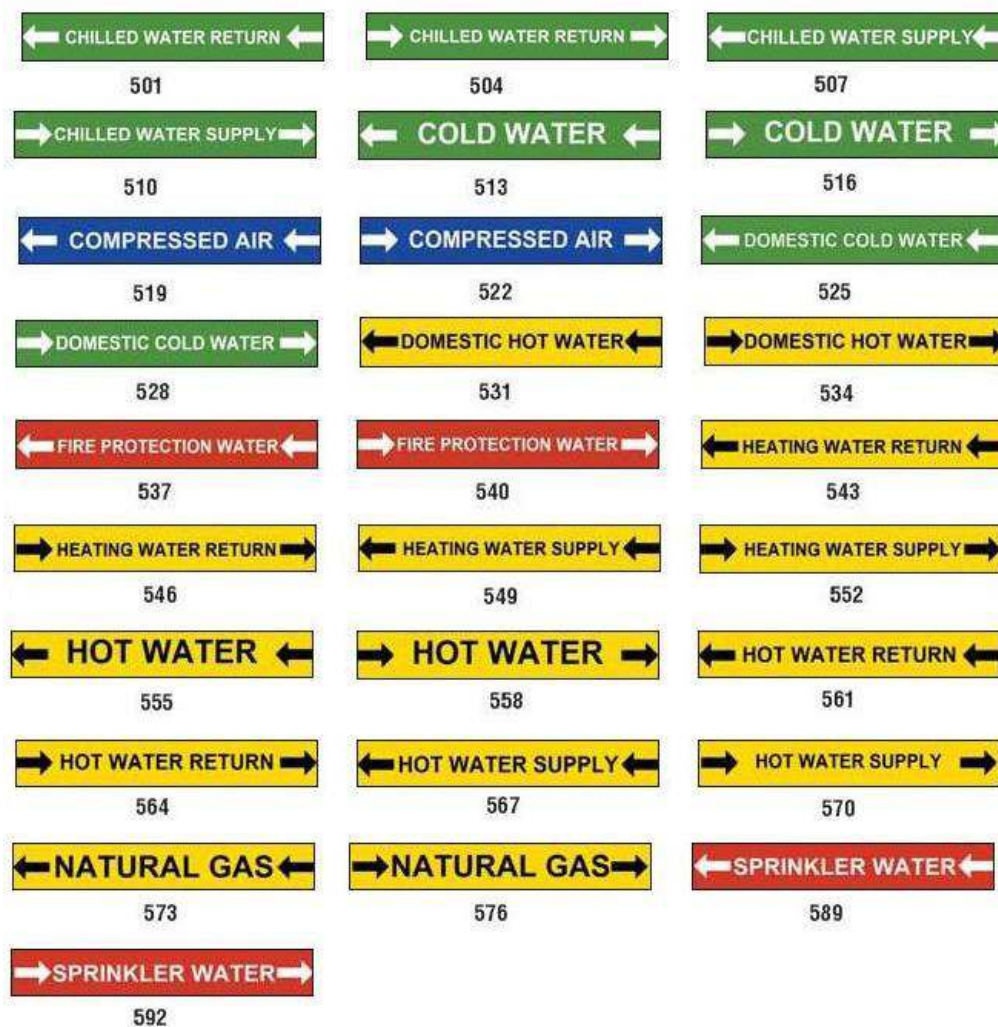 CHILLED WATER RETURN CHILLED WATER RETURN CHILLED WATER SUPPLY
501 504 507
CHILLED WATER SUPPLY COLD WATER COLD WATER
510 513 516
COMPRESSED AIR COMPRESSED AIR DOMESTIC COLD WATER
519 522 525
DOMESTIC COLD WATER DOMESTIC HOT WATER DOMESTIC HOT WATER
528 531 534
FIRE PROTECTION WATER FIRE PROTECTION WATER HEATING WATER RETURN
537 540 543
HEATING WATER RETURN HEATING WATER SUPPLY HEATING WATER SUPPLY
546 549 552
HOT WATER HOT WATER HOT WATER RETURN
555 558 561
HOT WATER RETURN HOT WATER SUPPLY HOT WATER SUPPLY
564 567 570
NATURAL GAS NATURAL GAS SPRINKLER WATER
573 576 589
SPRINKLER WATER
592